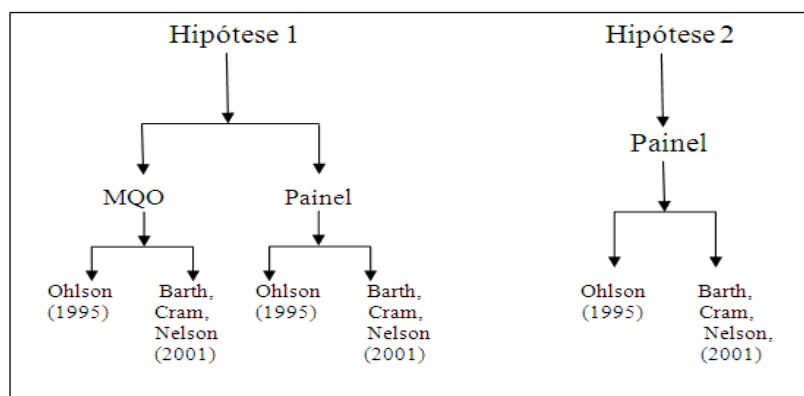 Hipótese 1
MQO
Ohlson
(1995)
Barth,
Cram,
Nelson
(2001)
Painel
Ohlson
(1995)
Barth,
Cram,
Nelson
(2001)
Hipótese 2
Painel
Ohlson
(1995)
Barth,
Cram,
Nelson,
(2001)